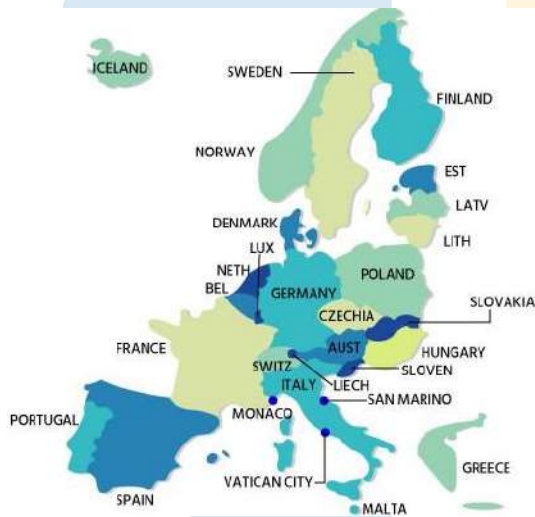 ICELAND
SWEDEN
FINLAND
NORWAY
EST
LATV
DENMARK
LUX
LITH
NETH
POLAND
BEL
GERMANY
SLOVAKIA
CZECHIA
FRANCE
AUST
HUNGARY
SWITZ
SLOVEN
ITALY
LIECH
SAN MARINO
MONACO
PORTUGAL
GREECE
VATICAN CITY
SPAIN
MALTA